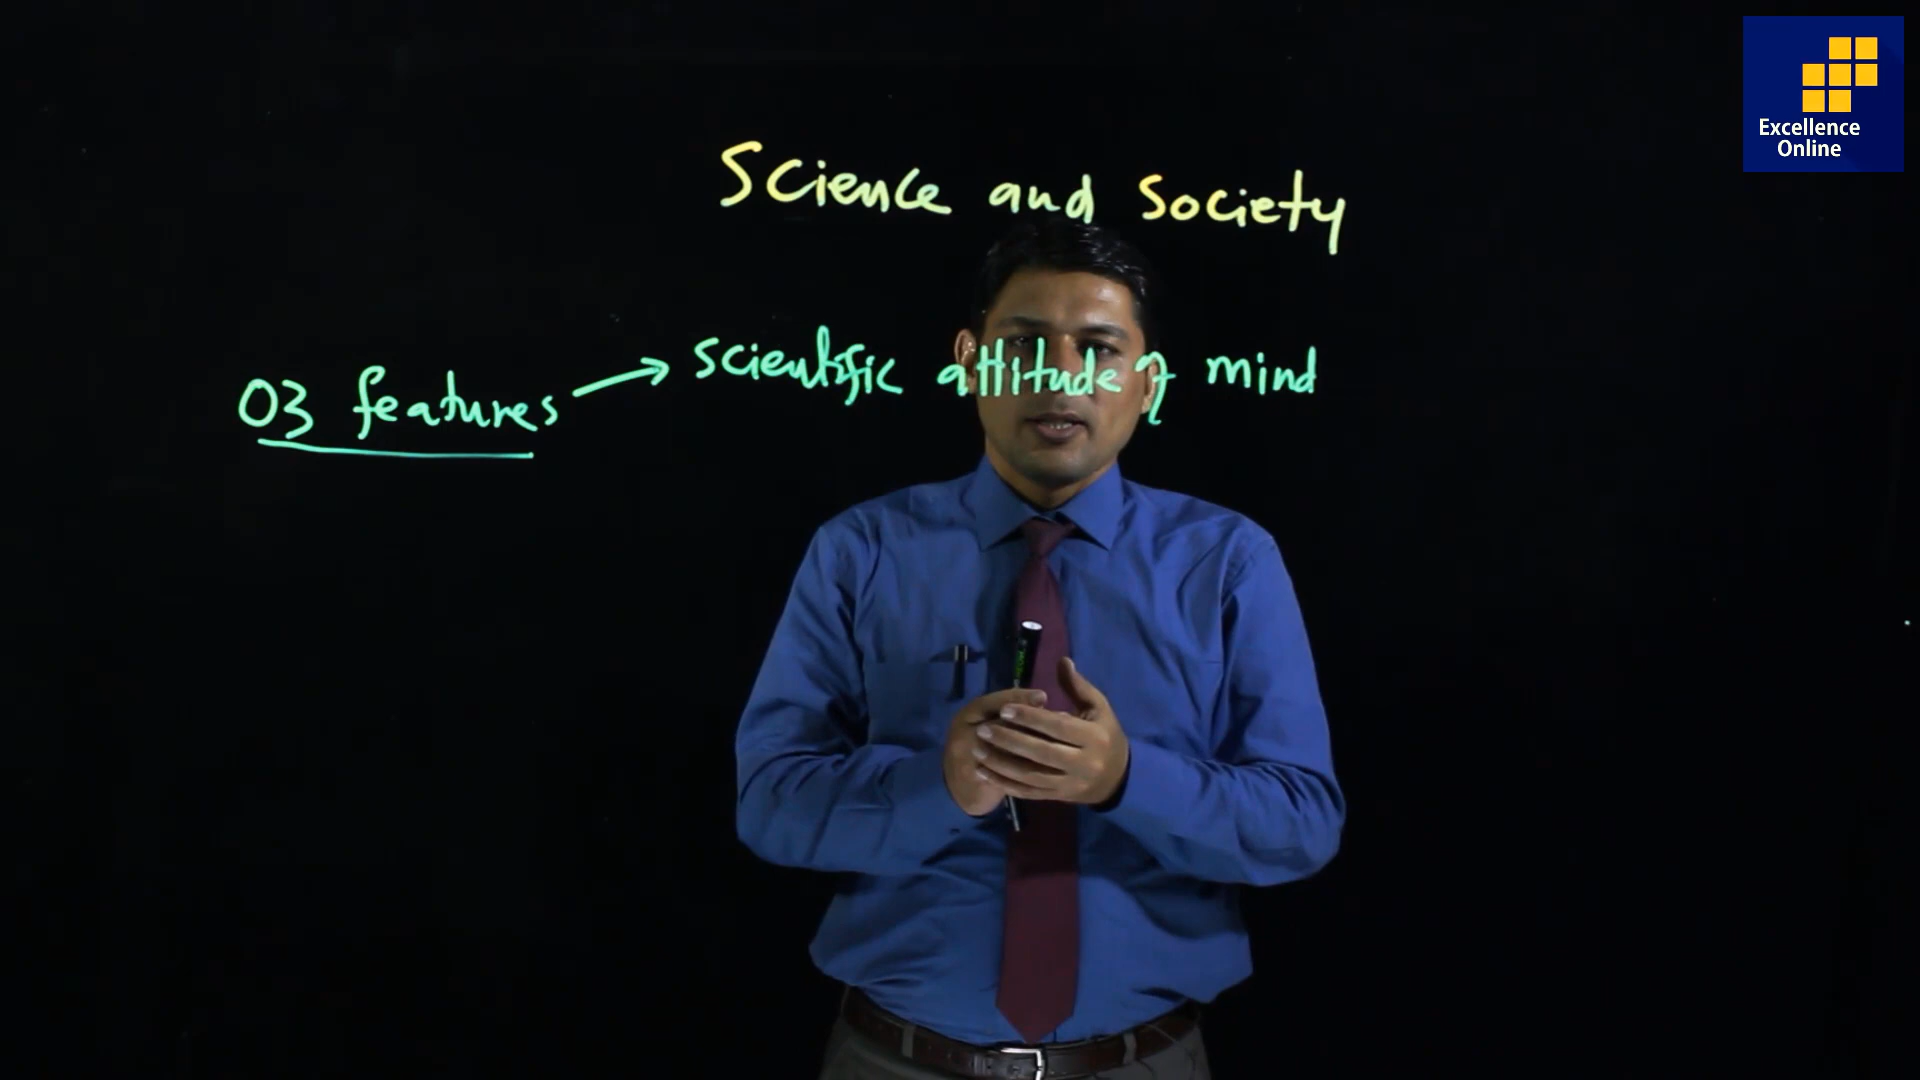 Excellence
Online
Science and Society
03 features → scientific attitude of mind